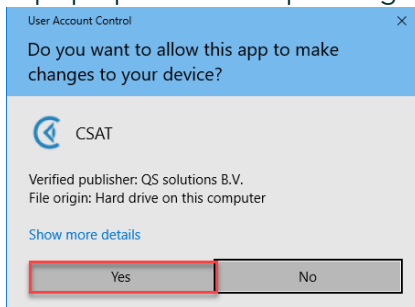 User Account Control
Do you want to allow this app to make
changes to your device?
CSAT
Verified publisher: QS solutions B.V.
File origin: Hard drive on this computer
Show more details
Yes
No